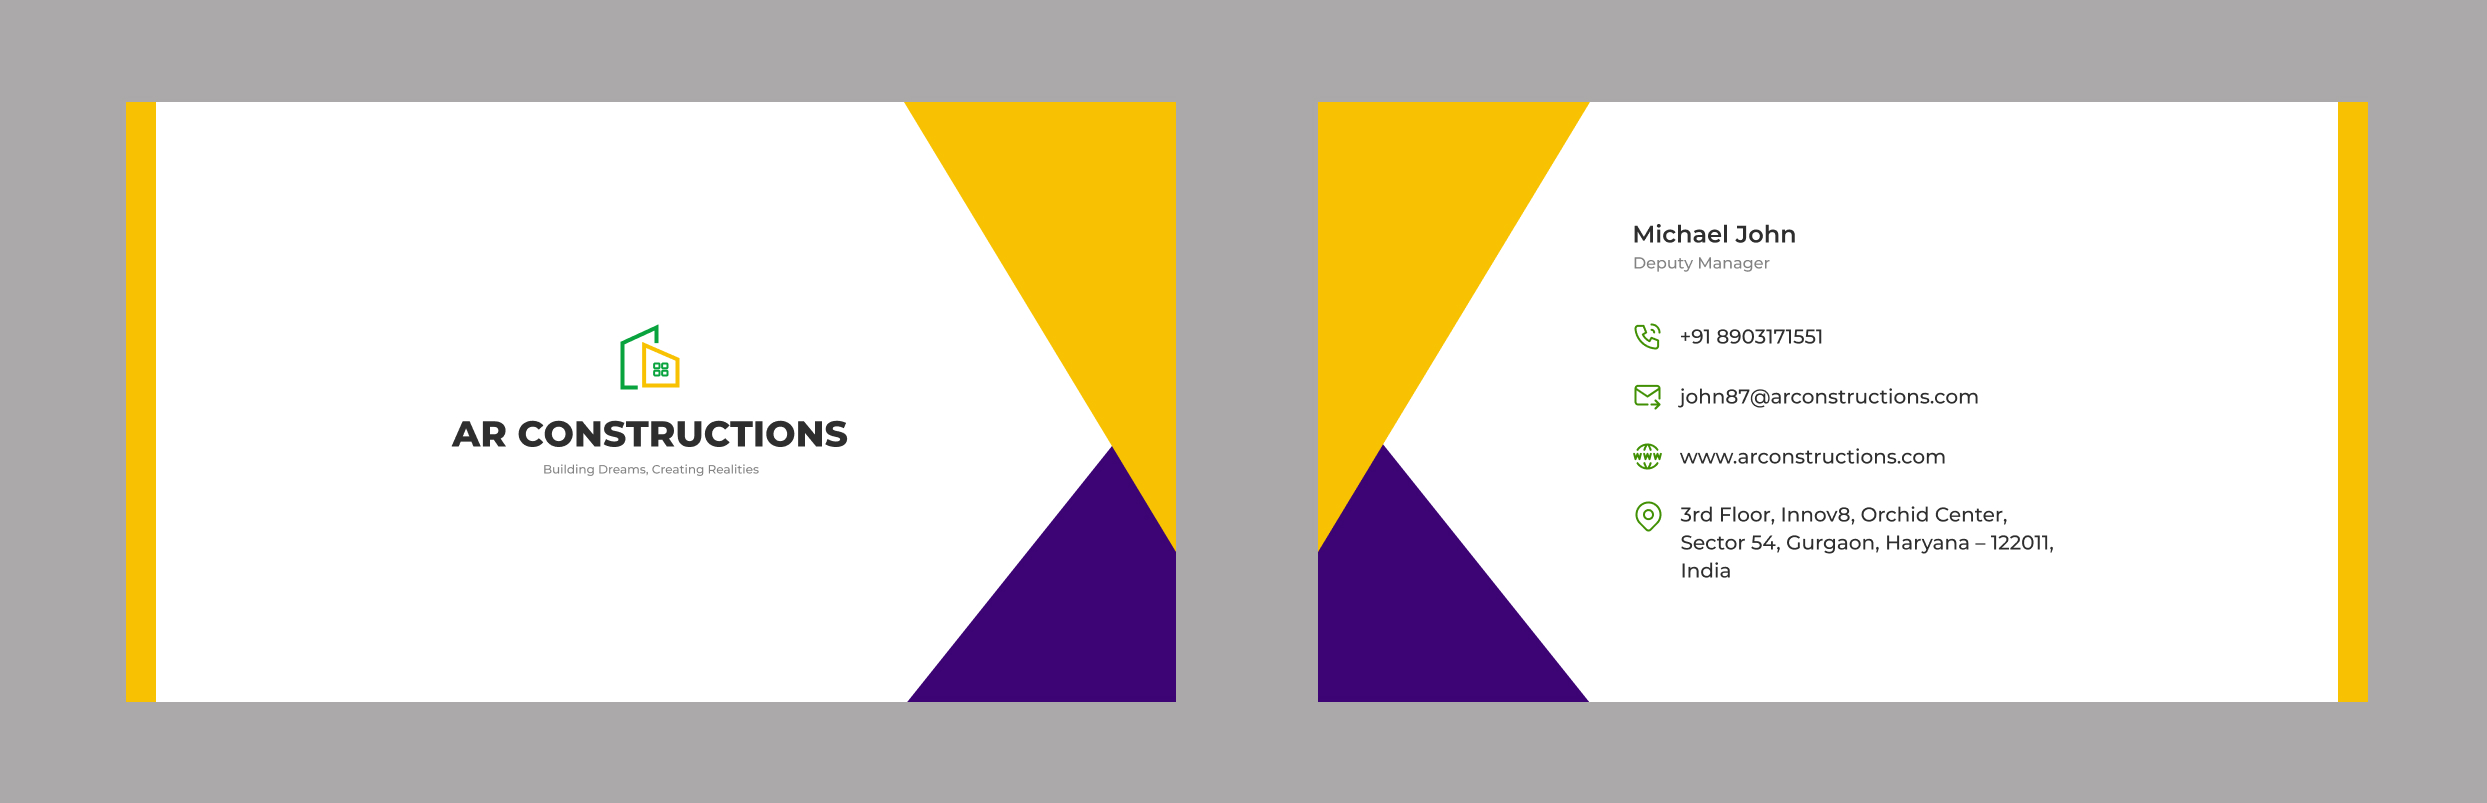 AR CONSTRUCTIONS
Building Dreams, Creating Realities
Michael John
Deputy Manager
+91 8903171551
john87@arconstructions.com
www
www.arconstructions.com
3rd Floor, Innov8, Orchid Center,
Sector 54, Gurgaon, Haryana – 122011,
India